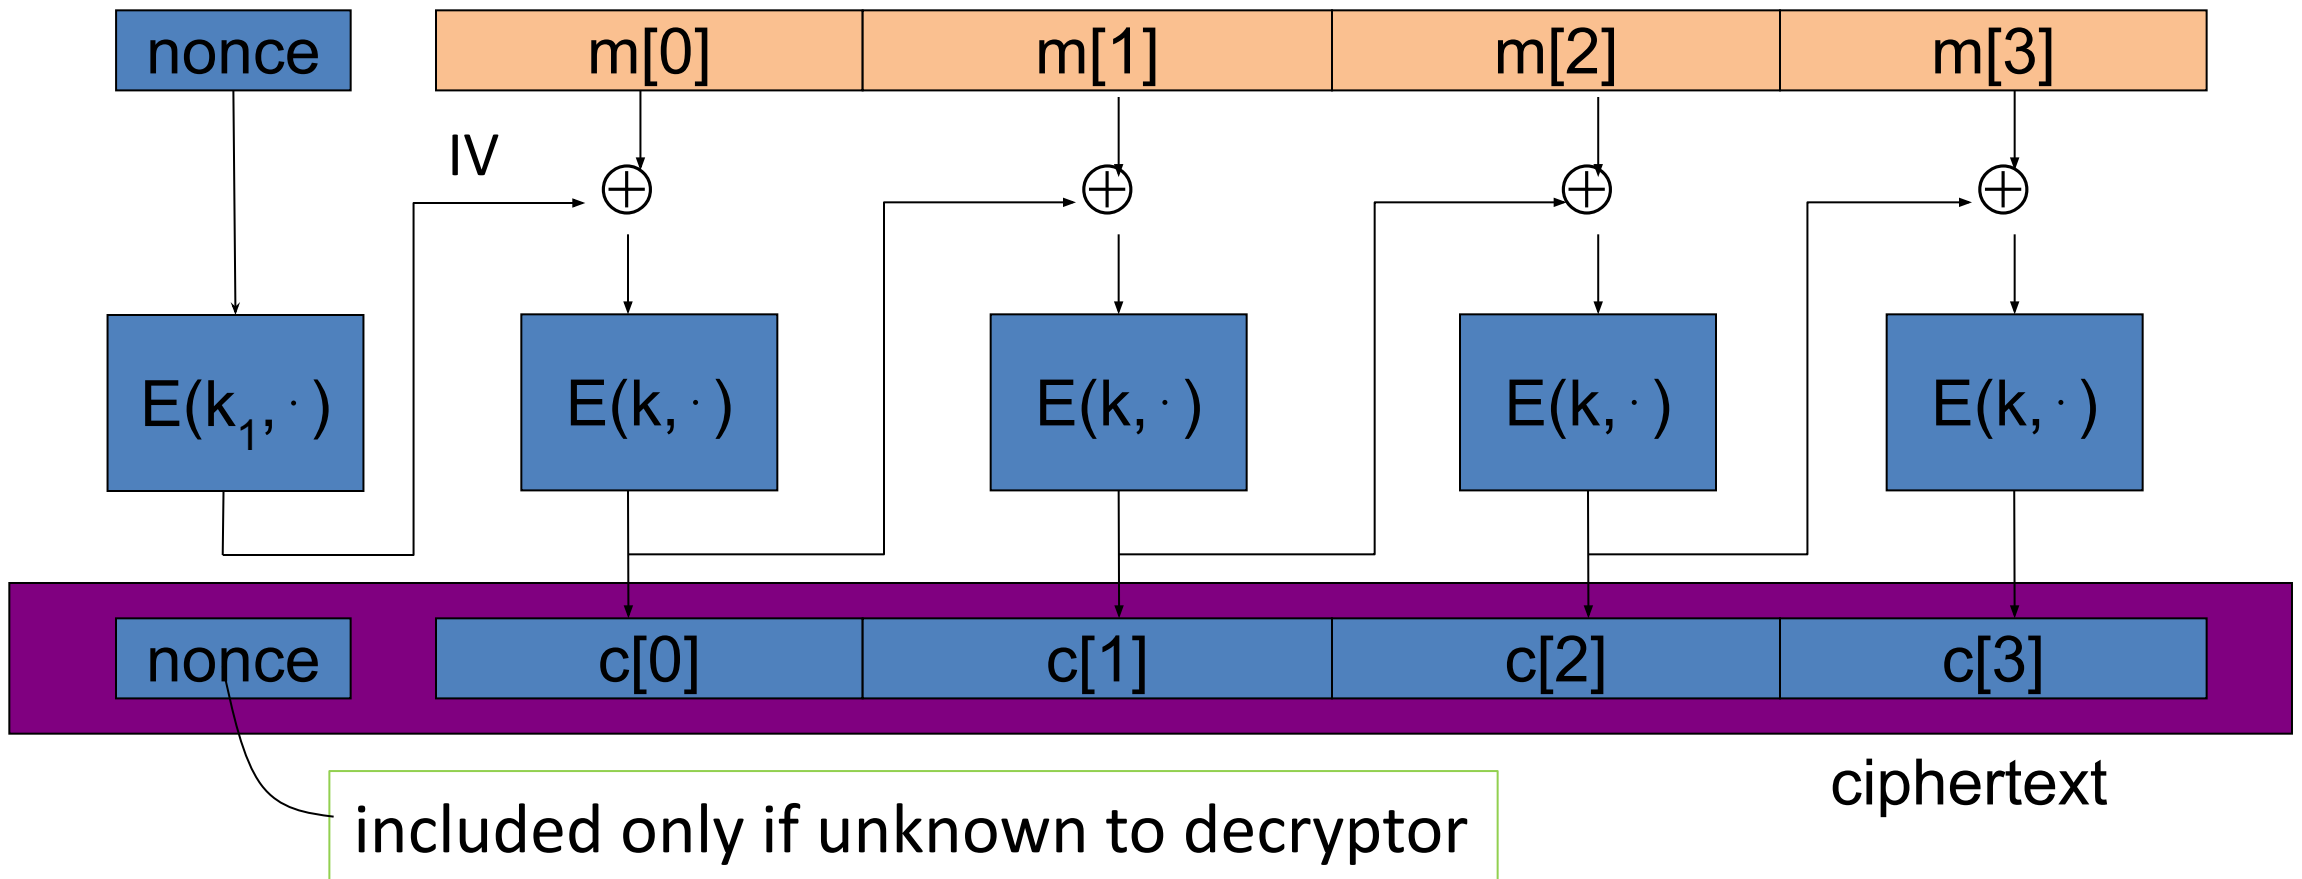 nonce m[0] m[1] m[2] m[3]
IV
⊕ ⊕ ⊕ ⊕
E(k₁, · ) E(k, · ) E(k, · ) E(k, · ) E(k, · )
nonce c[0] c[1] c[2] c[3]
ciphertext
included only if unknown to decryptor